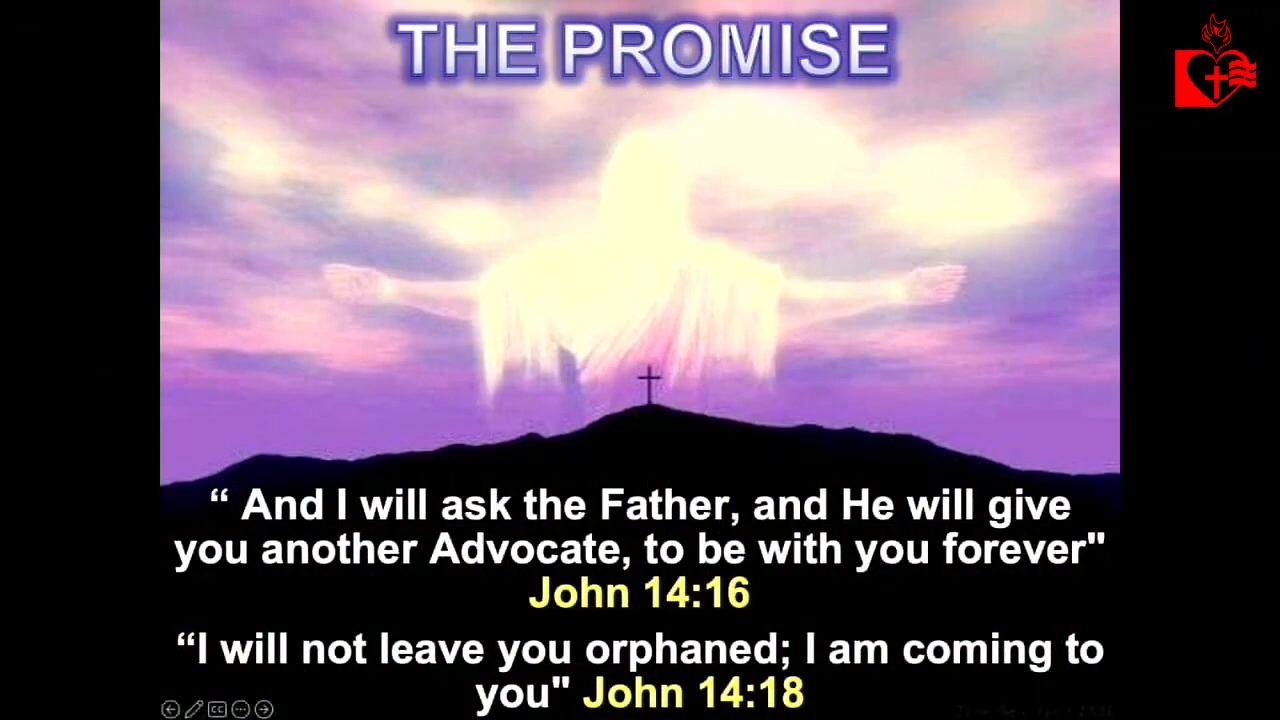 THE PROMISE
“ And I will ask the Father, and He will give
you another Advocate, to be with you forever"
John 14:16
“I will not leave you orphaned; I am coming to
you" John 14:18
CC